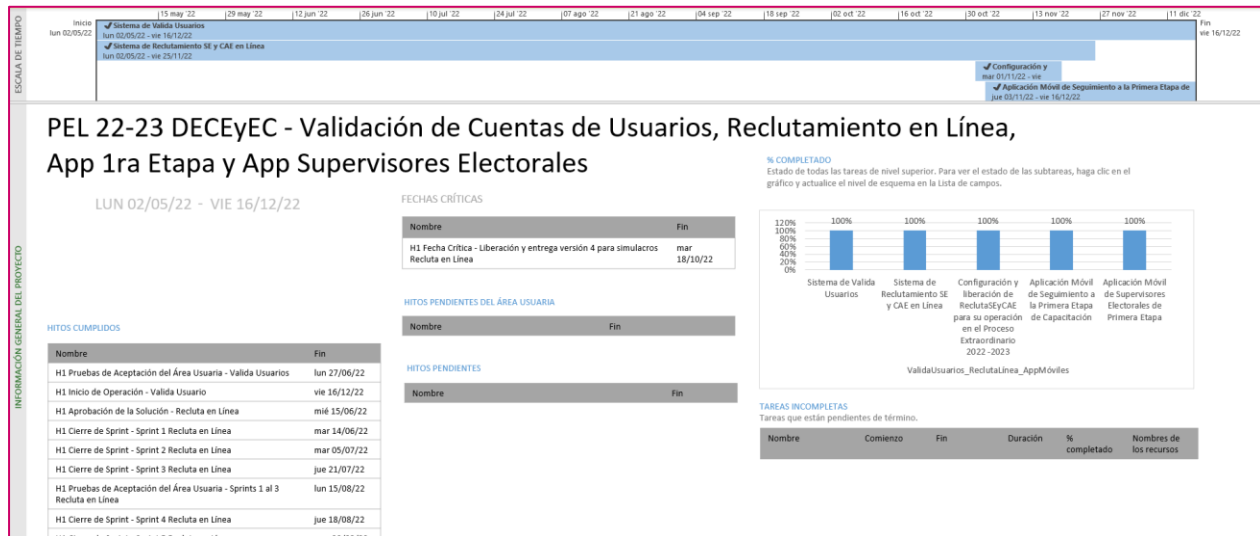 ESCALA DE TIEMPO
15 may '22 29 may '22 12 jun '22 26 jun '22 10 jul '22 24 jul '22 07 ago '22 21 ago '22 04 sep '22 18 sep '22 02 oct '22 16 oct '22 30 oct '22 13 nov '22 27 nov '22 11 dic '22
Inicio
lun 02/05/22
Sistema de Valida Usuarios
lun 02/05/22 - vie 16/12/22
Sistema de Reclutamiento SE y CAE en Línea
lun 02/05/22 - vie 25/11/22
Configuración y
mar 01/11/22 - vie
Aplicación Móvil de Seguimiento a la Primera Etapa de
jue 03/11/22 - vie 16/12/22
Fin
vie 16/12/22
INFORMACIÓN GENERAL DEL PROYECTO
PEL 22-23 DECEyEC - Validación de Cuentas de Usuarios, Reclutamiento en Línea,
App 1ra Etapa y App Supervisores Electorales
LUN 02/05/22 - VIE 16/12/22
HITOS CUMPLIDOS
Nombre Fin
H1 Pruebas de Aceptación del Área Usuaria - Valida Usuarios lun 27/06/22
H1 Inicio de Operación - Valida Usuario vie 16/12/22
H1 Aprobación de la Solución - Recluta en Línea mié 15/06/22
H1 Cierre de Sprint - Sprint 1 Recluta en Línea mar 14/06/22
H1 Cierre de Sprint - Sprint 2 Recluta en Línea mar 05/07/22
H1 Cierre de Sprint - Sprint 3 Recluta en Línea jue 21/07/22
H1 Pruebas de Aceptación del Área Usuaria - Sprints 1 al 3 lun 15/08/22
Recluta en Línea
H1 Cierre de Sprint - Sprint 4 Recluta en Línea jue 18/08/22
FECHAS CRÍTICAS
Nombre Fin
H1 Fecha Crítica - Liberación y entrega versión 4 para simulacros mar
Recluta en Línea 18/10/22
HITOS PENDIENTES DEL ÁREA USUARIA
Nombre Fin
HITOS PENDIENTES
Nombre Fin
% COMPLETADO
Estado de todas las tareas de nivel superior. Para ver el estado de las subtareas, haga clic en el
gráfico y actualice el nivel de esquema en la Lista de campos.
120%
100%
80%
60%
40%
20%
0%
100% 100% 100% 100% 100%
Sistema de Valida
Usuarios
Sistema de
Reclutamiento SE
y CAE en Línea
Configuración y
liberación de
ReclutaSEyCAE
para su operación
en el Proceso
Extraordinario
2022 -2023
Aplicación Móvil
de Seguimiento a
la Primera Etapa
de Capacitación
Aplicación Móvil
de Supervisores
Electorales de
Primera Etapa
ValidaUsuarios_ReclutaLínea_AppMóviles
TAREAS INCOMPLETAS
Tareas que están pendientes de término.
Nombre Comienzo Fin Duración % completado Nombres de los recursos